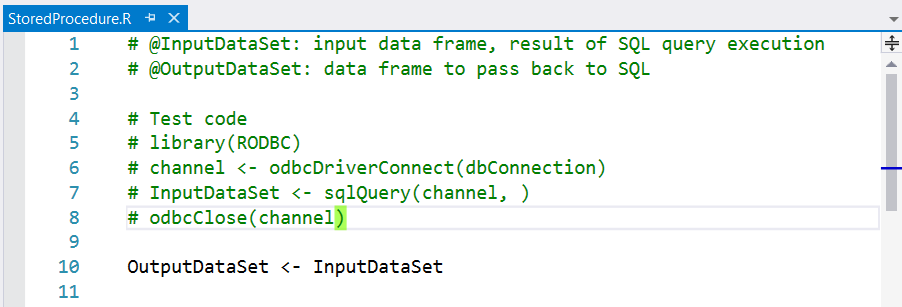 StoredProcedure.R
1 # @InputDataSet: input data frame, result of SQL query execution
2 # @OutputDataSet: data frame to pass back to SQL
3
4 # Test code
5 # library(RODBC)
6 # channel <- odbcDriverConnect(dbConnection)
7 # InputDataSet <- sqlQuery(channel, )
8 # odbcClose(channel)
9
10 OutputDataSet <- InputDataSet
11